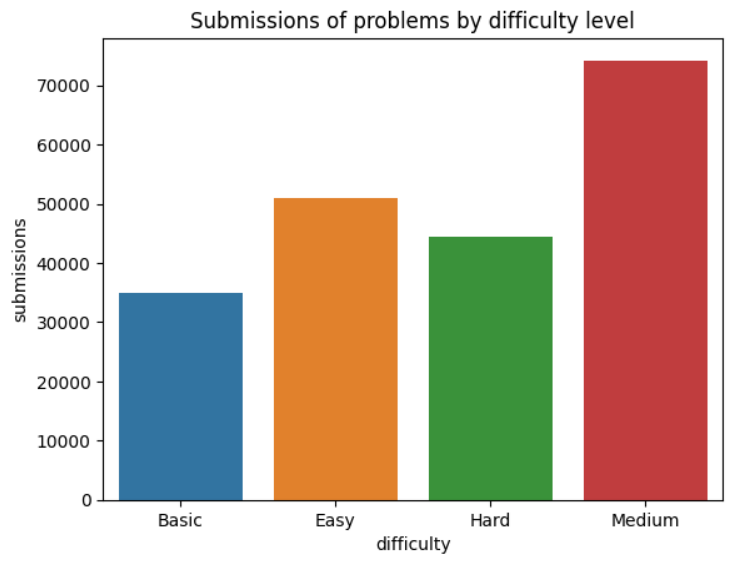 Submissions of problems by difficulty level
submissions
70000
60000
50000
40000
30000
20000
10000
0
Basic Easy Hard Medium
difficulty